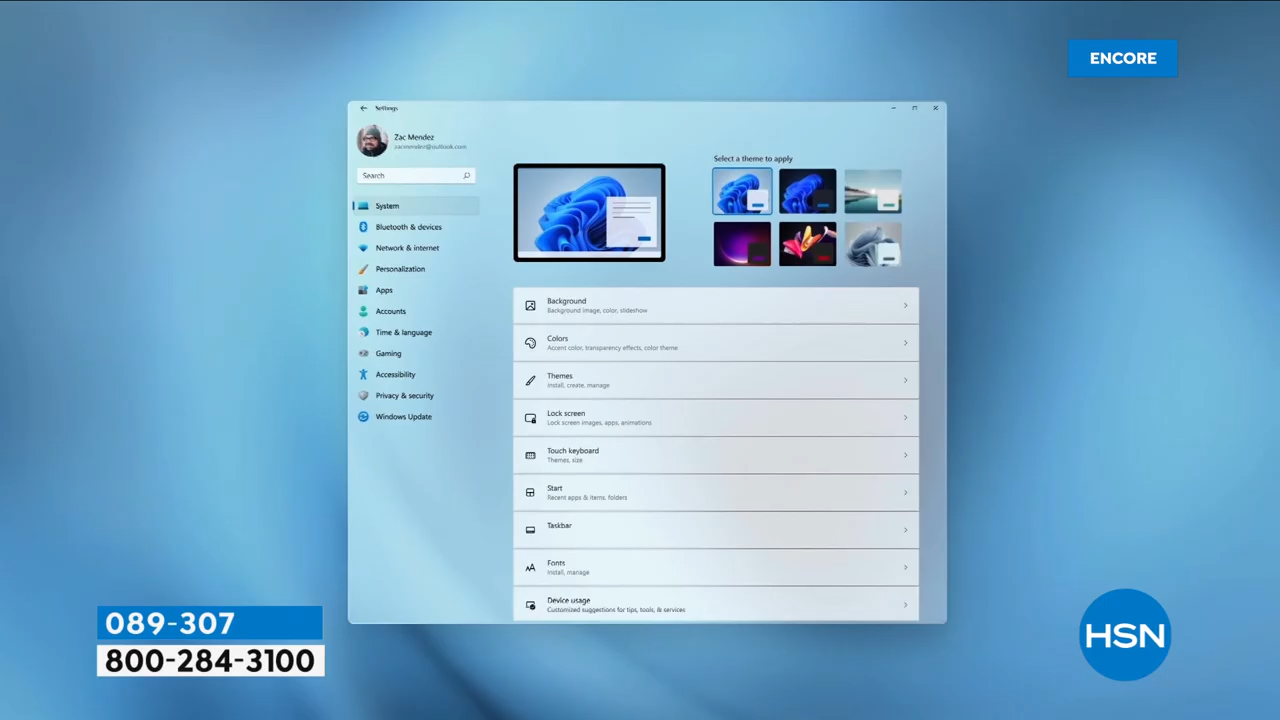 ENCORE
Settings
Zac Mendez
zacmendez@outlook.com
Search
System
Bluetooth & devices
Network & internet
Personalization
Apps
Accounts
Time & language
Gaming
Accessibility
Privacy & security
Windows Update
Select a theme to apply
Background
Background image, color, slideshow
Colors
Accent color, transparency effects, color theme
Themes
Install, create, manage
Lock screen
Lock screen images, apps, animations
Touch keyboard
Themes, size
Start
Recent apps & items, folders
Taskbar
Fonts
Install, manage
Device usage
Customized suggestions for tips, tools, & services
089-307
800-284-3100
HSN